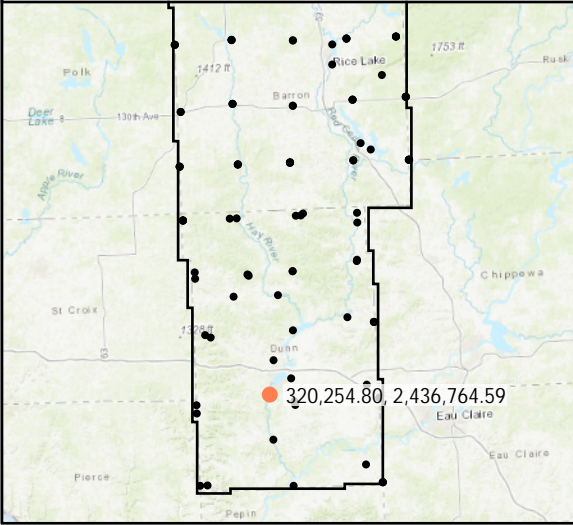 1753 ft
Rice Lake
Rusk
1412 ft
Polk
Barron
Deer
Lake
130th Ave
Red Cedar River
Apple River
Hay River
Chippewa
St Croix
1328 ft
Dunn
63
320,254.80, 2,436,764.59
Eau Claire
Eau Claire
Pierce
Pepin